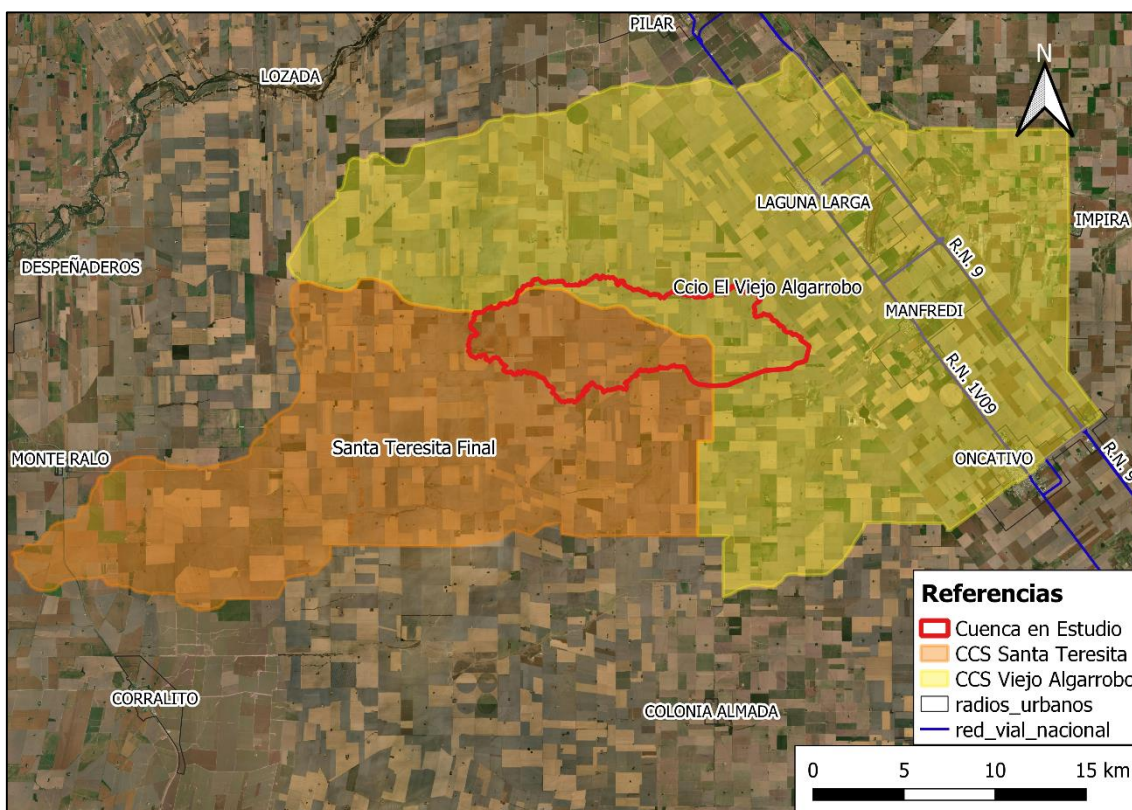 PILAR
N
LOZADA
LAGUNA LARGA
IMPIRA
R.N. 9
DESPEÑADEROS
Ccio El Viejo Algarrobo
MANFREDI
R.N. 1V09
Santa Teresita Final
MONTE RALO
ONCATIVO
R.N. 9
CORRALITO
COLONIA ALMADA
Referencias
Cuenca en Estudio
CCS Santa Teresita
CCS Viejo Algarrobo
radios_urbanos
red_vial_nacional
0 5 10 15 km